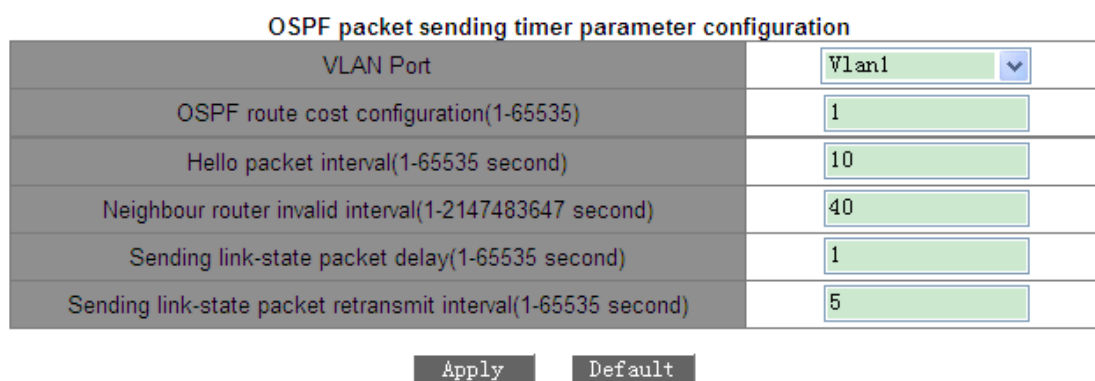 OSPF packet sending timer parameter configuration
VLAN Port Vlan1
OSPF route cost configuration(1-65535) 1
Hello packet interval(1-65535 second) 10
Neighbour router invalid interval(1-2147483647 second) 40
Sending link-state packet delay(1-65535 second) 1
Sending link-state packet retransmit interval(1-65535 second) 5
Apply Default